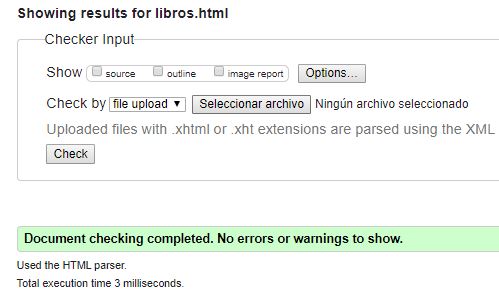 Showing results for libros.html
Checker Input
Show source outline image report Options...
Check by file upload Seleccionar archivo Ningún archivo seleccionado
Uploaded files with .xhtml or .xht extensions are parsed using the XML
Check
Document checking completed. No errors or warnings to show.
Used the HTML parser.
Total execution time 3 milliseconds.